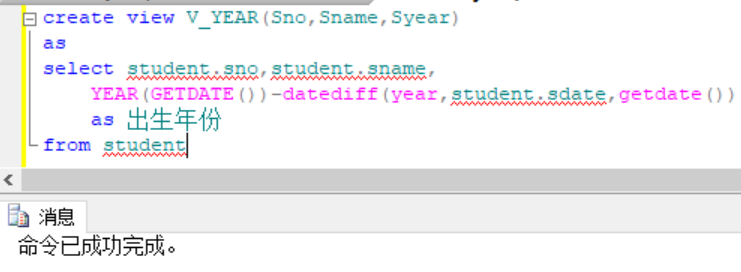 create view V_YEAR(Sno,Sname,Syear)
as
select student.sno,student.sname,
YEAR(GETDATE())-datediff(year,student.sdate,getdate())
as 出生年份
from student
消息
命令已成功完成。